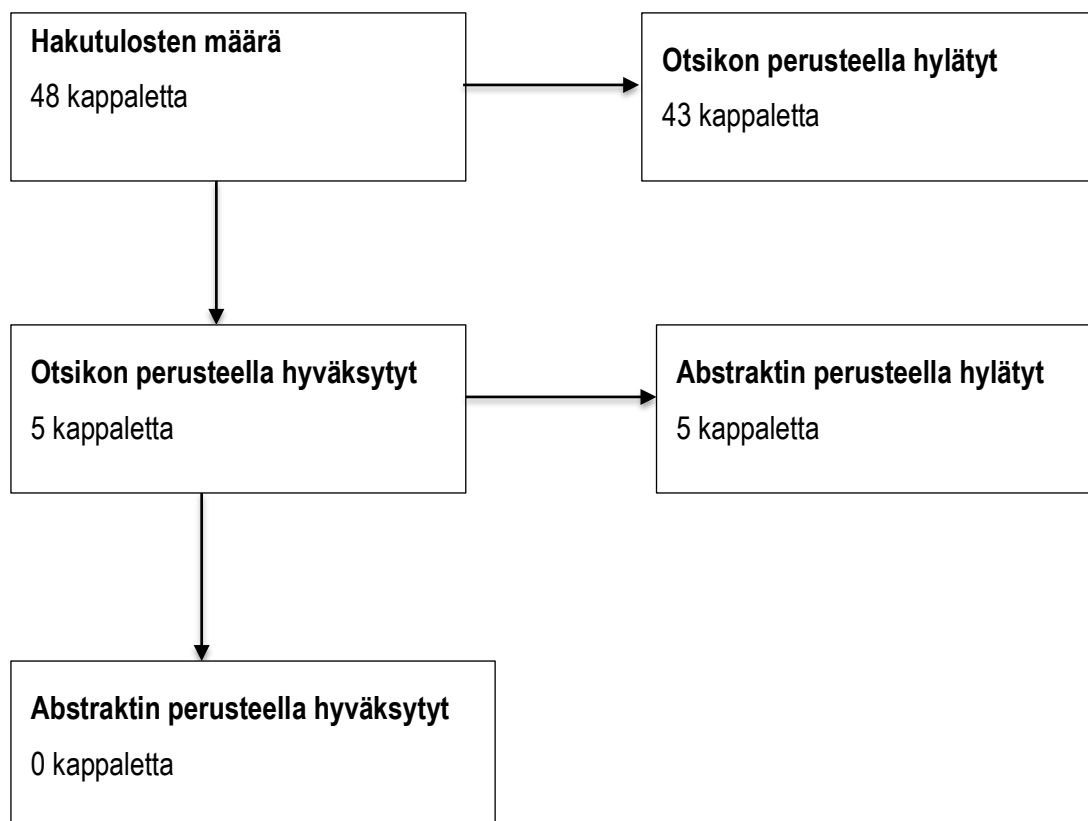 Hakutulosten määrä
48 kappaletta
Otsikon perusteella hylätyt
43 kappaletta
Otsikon perusteella hyväksytyt
5 kappaletta
Abstraktin perusteella hylätyt
5 kappaletta
Abstraktin perusteella hyväksytyt
0 kappaletta